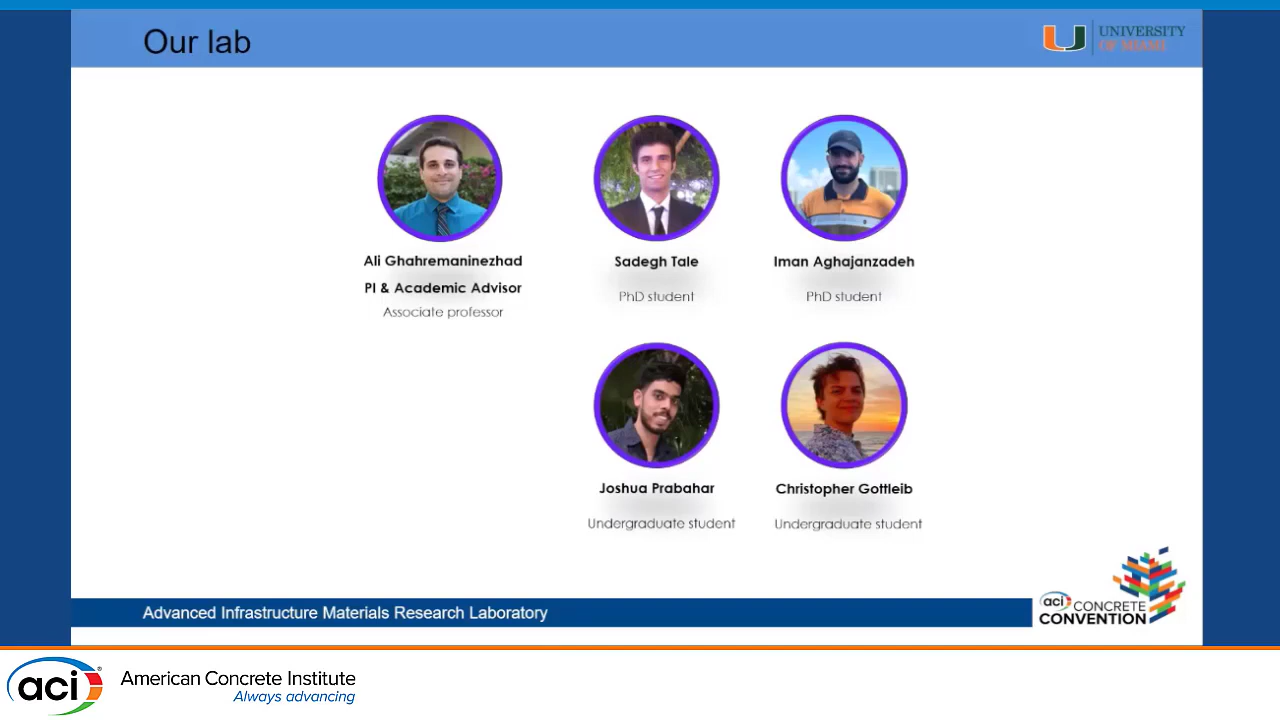 Our lab
UNIVERSITY
OF MIAMI
Ali Ghahremaninezhad
PI & Academic Advisor
Associate professor
Sadegh Tale
PhD student
Iman Aghajanzadeh
PhD student
Joshua Prabahar
Undergraduate student
Christopher Gottleib
Undergraduate student
Advanced Infrastructure Materials Research Laboratory
aci CONCRETE
CONVENTION
aci®
American Concrete Institute
Always advancing